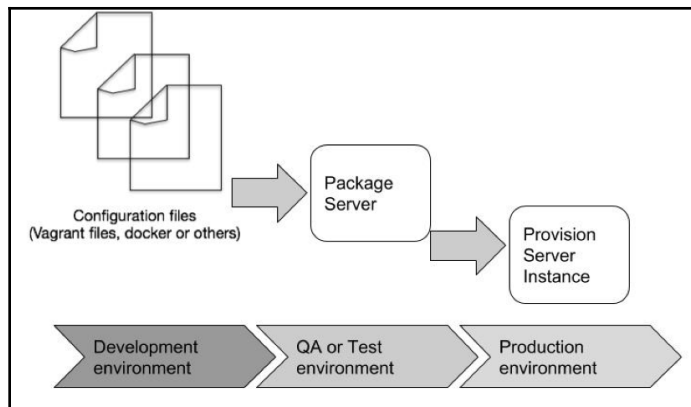 Configuration files
(Vagrant files, docker or others)
Package
Server
Provision
Server
Instance
Development
environment
QA or Test
environment
Production
environment